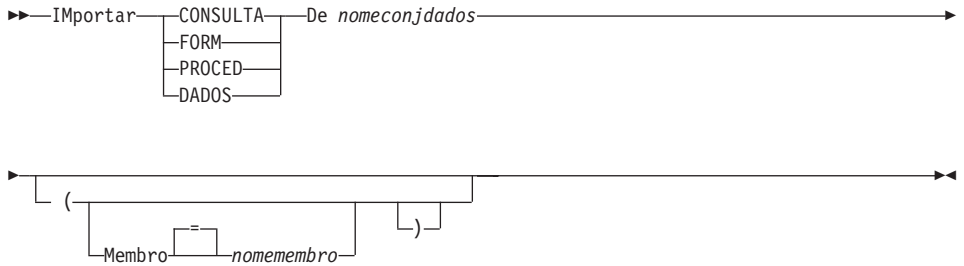 IMportar CONSULTA De nomeconjdados
FORM
PROCED
DADOS
(
=
)
Membro nomemembro